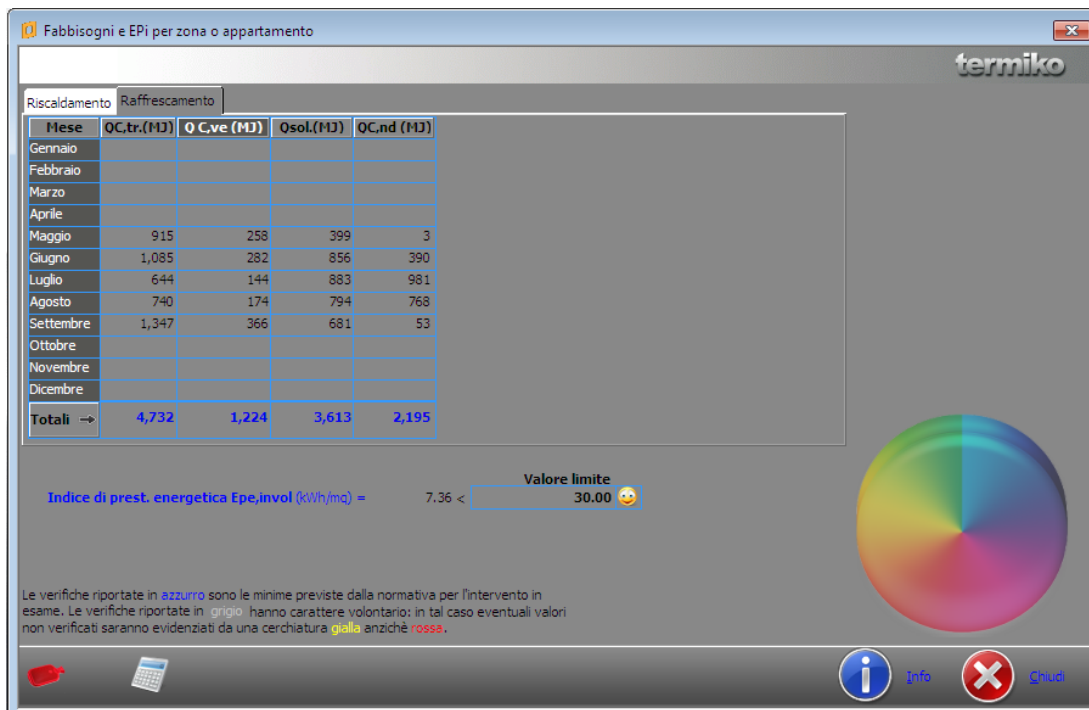 Fabbisogni e EPi per zona o appartamento
termiko
Riscaldamento Raffrescamento
Mese QC,tr.(MJ) Q C,ve (MJ) Qsol.(MJ) QC,nd (MJ)
Gennaio
Febbraio
Marzo
Aprile
Maggio 915 258 399 3
Giugno 1,085 282 856 390
Luglio 644 144 883 981
Agosto 740 174 794 768
Settembre 1,347 366 681 53
Ottobre
Novembre
Dicembre
Totali → 4,732 1,224 3,613 2,195
Valore limite
Indice di prest. energetica Epe,invol (kWh/mq) = 7.36 < 30.00
Le verifiche riportate in azzurro sono le minime previste dalla normativa per l'intervento in
esame. Le verifiche riportate in grigio hanno carattere volontario: in tal caso eventuali valori
non verificati saranno evidenziati da una cerchiatura gialla anzichè rossa.
Info Chiudi